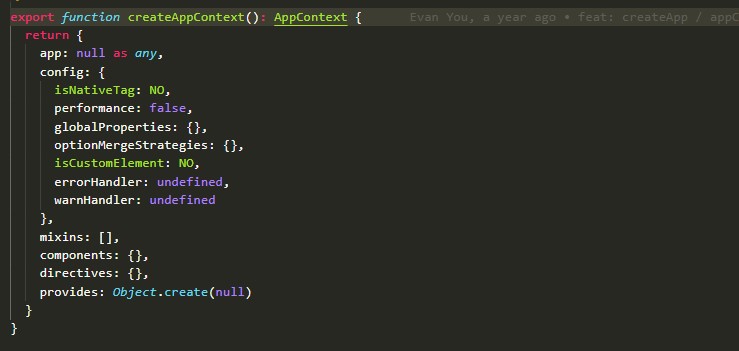 export function createAppContext(): AppContext {      Evan You, a year ago • feat: createApp / appC
  return {
    app: null as any,
    config: {
      isNativeTag: NO,
      performance: false,
      globalProperties: {},
      optionMergeStrategies: {},
      isCustomElement: NO,
      errorHandler: undefined,
      warnHandler: undefined
    },
    mixins: [],
    components: {},
    directives: {},
    provides: Object.create(null)
  }
}